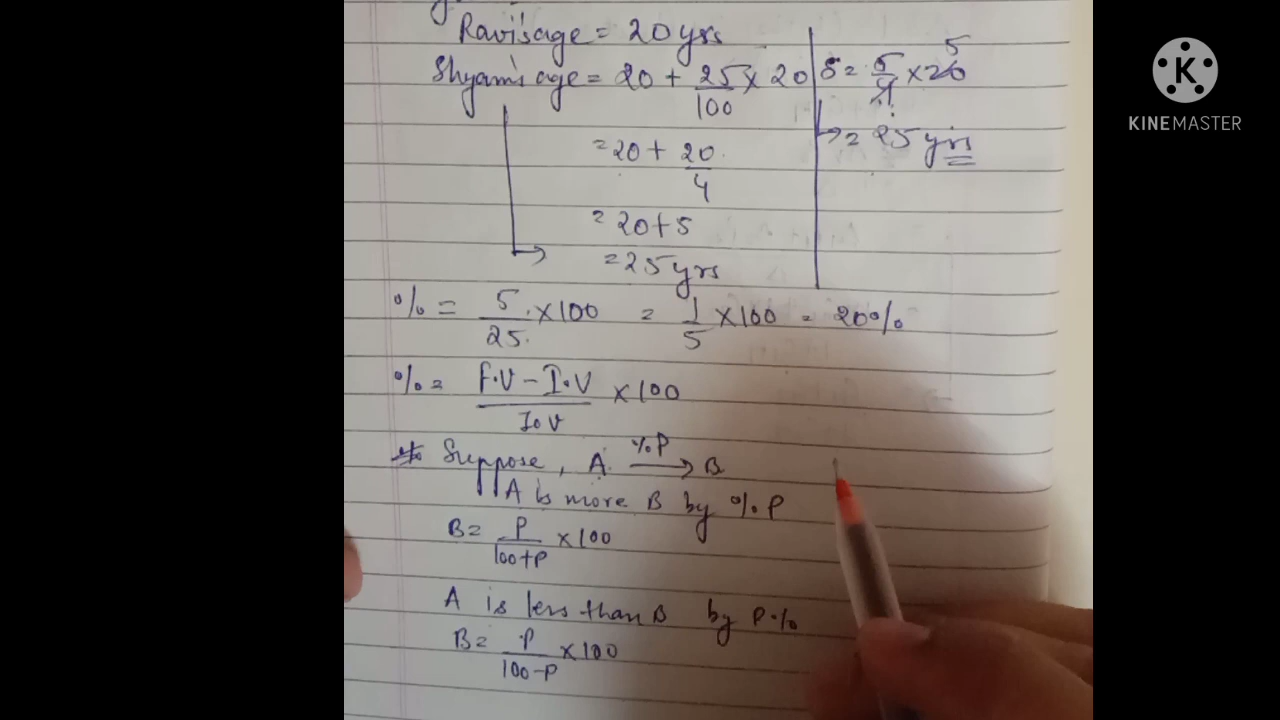 Ravi's age = 20 yrs
Shyam's age = 20 + 25/100 × 20
= 20 + 20/4
= 20 + 5
= 25 yrs
S = 5/4 × 20 5
= 25 yrs
% = 5/25 × 100 = 1/5 × 100 = 20%
% = F.V - I.V / I.V × 100
Suppose, A %P → B
A is more B by %P
B = P/100+P × 100
A is less than B by P%
B = P/100-P × 100
K
KINEMASTER